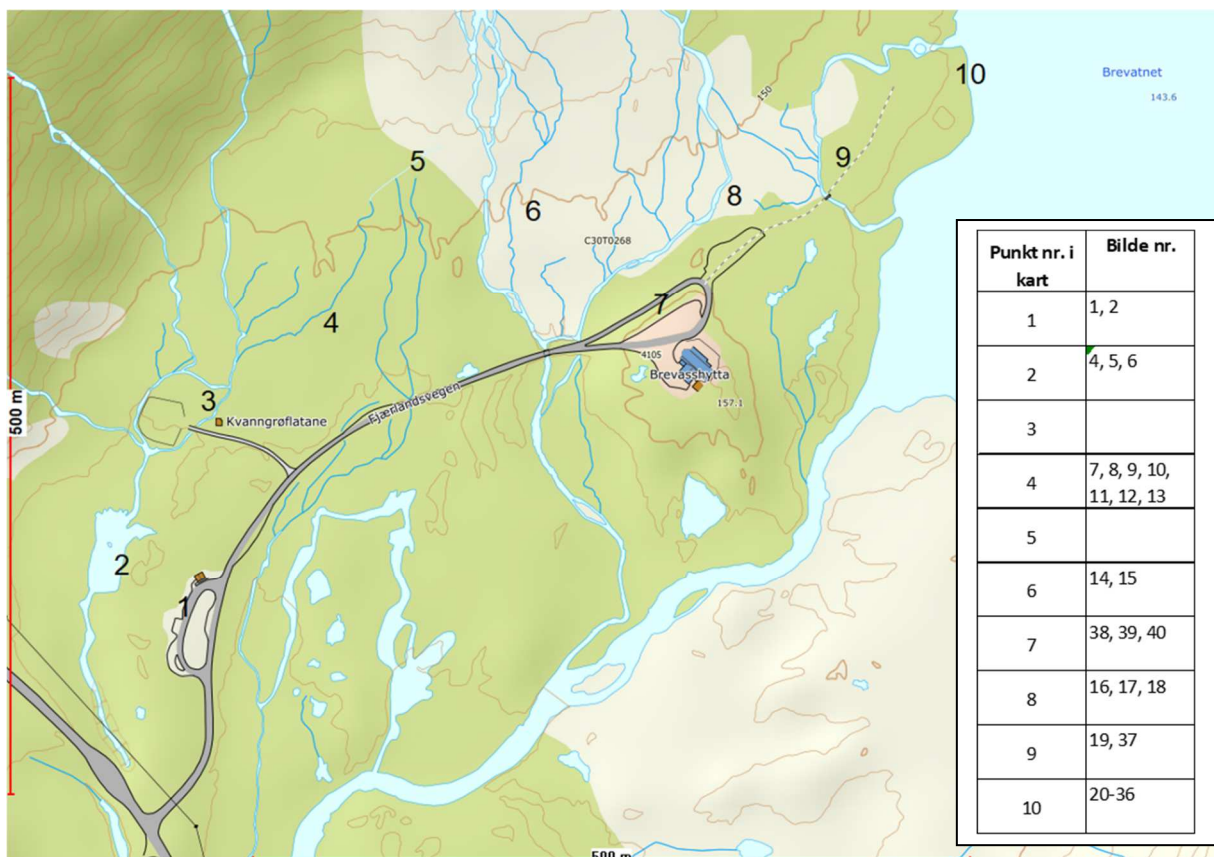 10
Brevatnet
143.6
150
5
9
8
6
C30T0268
7
4
4105
Brevasshytta
157.1
3
Kvanngrøflatane
Fjærlandsvegen
500 m
2
1
500 m
Punkt nr. i kart
Bilde nr.
1
1, 2
2
4, 5, 6
3
4
7, 8, 9, 10,
11, 12, 13
5
6
14, 15
7
38, 39, 40
8
16, 17, 18
9
19, 37
10
20-36